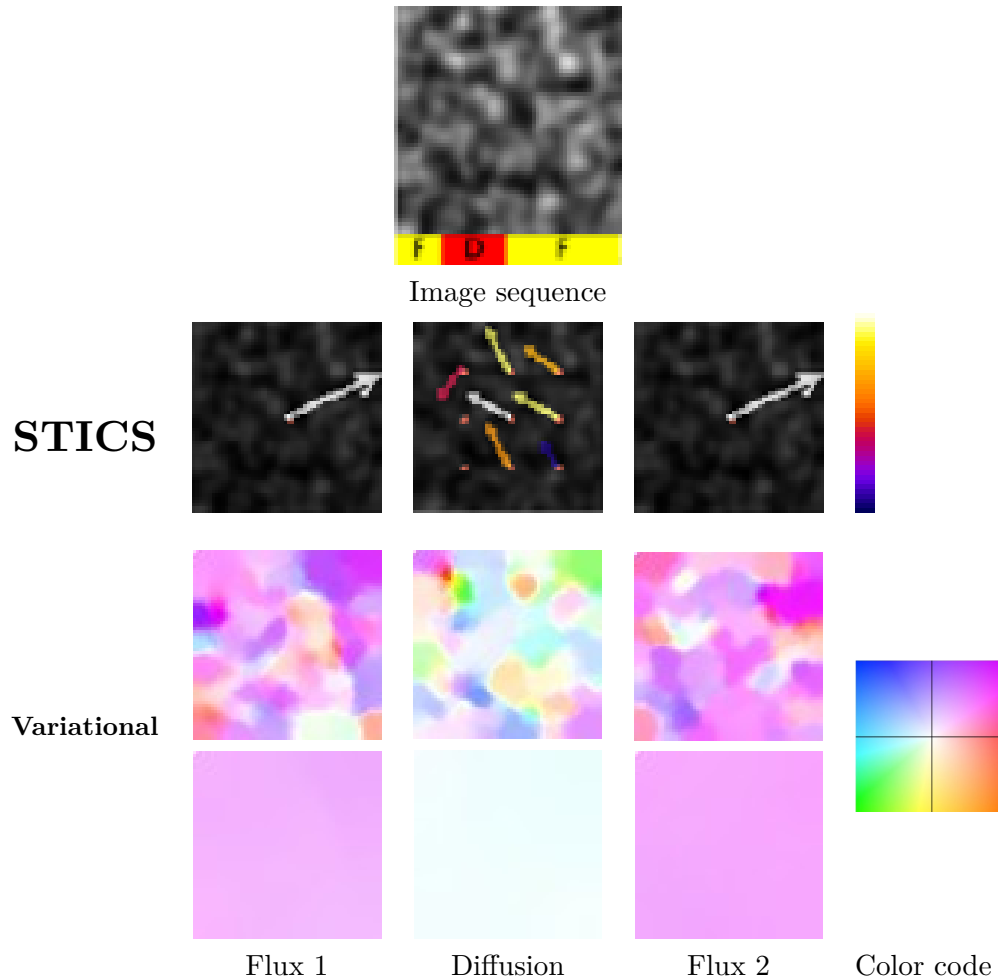 F D F
Image sequence
STICS
Variational
Flux 1 Diffusion Flux 2 Color code